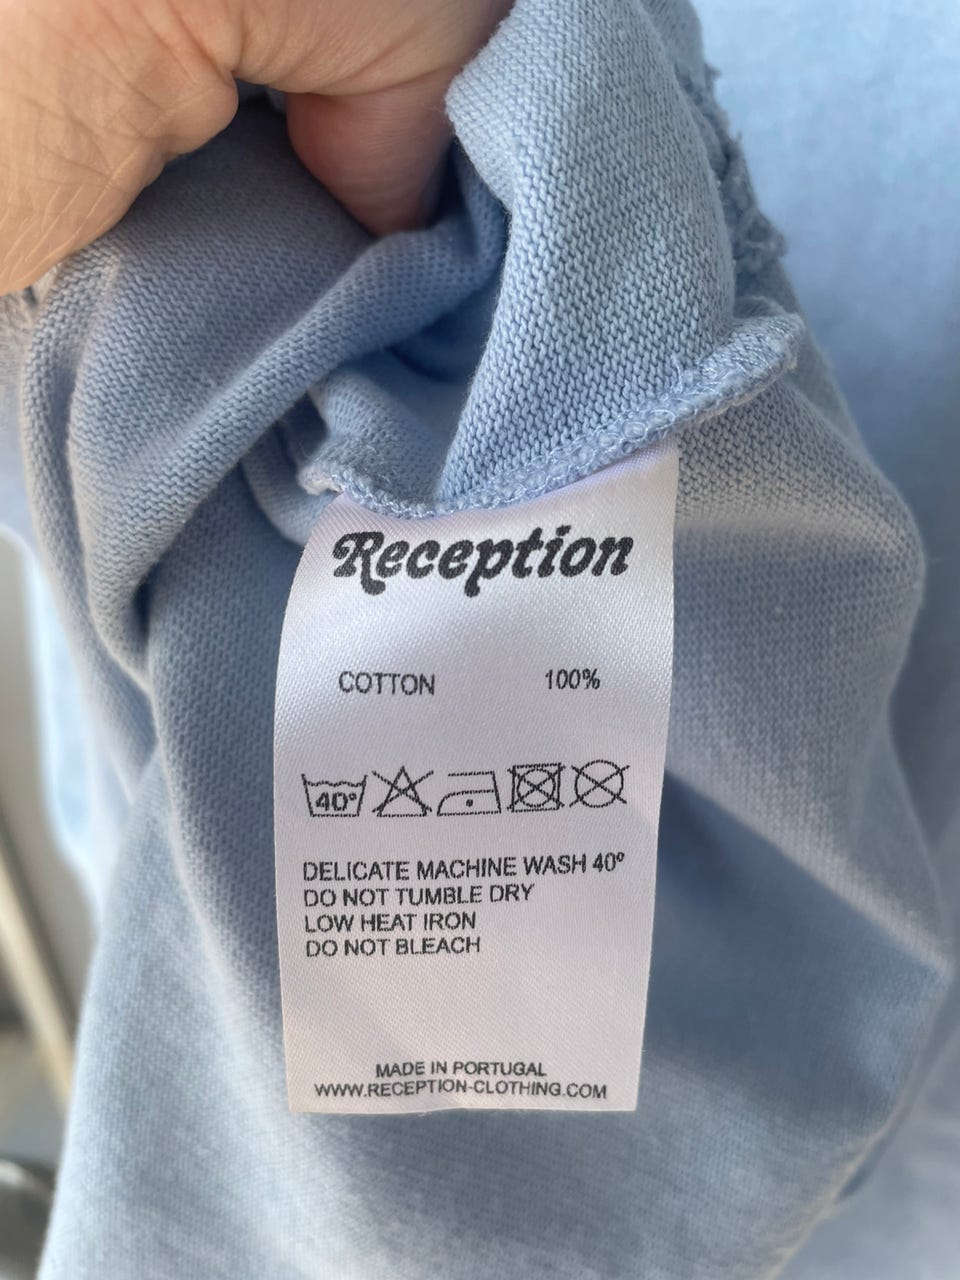 Reception
COTTON 100%
40°
DELICATE MACHINE WASH 40º
DO NOT TUMBLE DRY
LOW HEAT IRON
DO NOT BLEACH
MADE IN PORTUGAL
WWW.RECEPTION-CLOTHING.COM